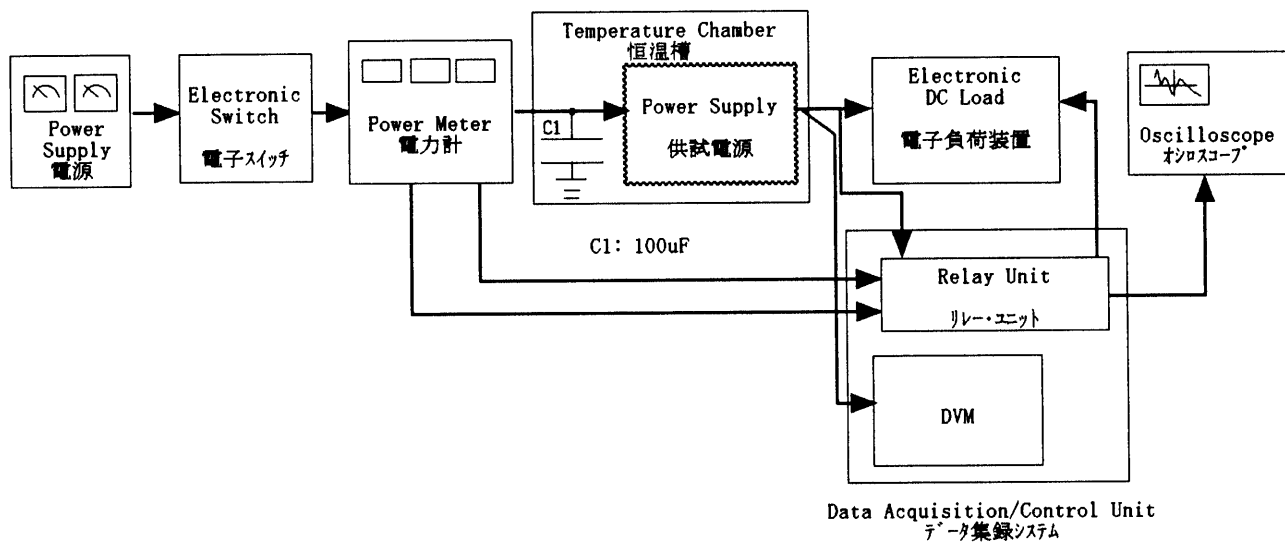 Power
Supply
電源
Electronic
Switch
電子スイッチ
Power Meter
電力計
Temperature Chamber
恒温槽
C1
Power Supply
供試電源
Electronic
DC Load
電子負荷装置
Oscilloscope
オシロスコープ
C1: 100uF
Relay Unit
リレー・ユニット
DVM
Data Acquisition/Control Unit
データ集録システム